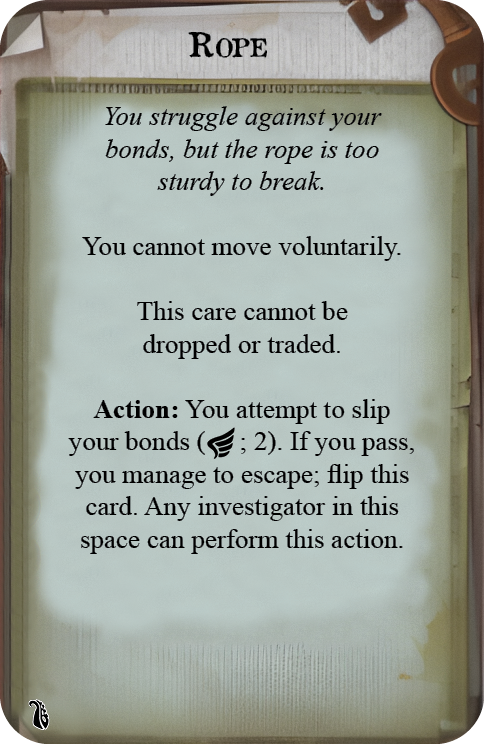 Rope
You struggle against your
bonds, but the rope is too
sturdy to break.
You cannot move voluntarily.
This care cannot be
dropped or traded.
Action: You attempt to slip
your bonds ( ; 2). If you pass,
you manage to escape; flip this
card. Any investigator in this
space can perform this action.